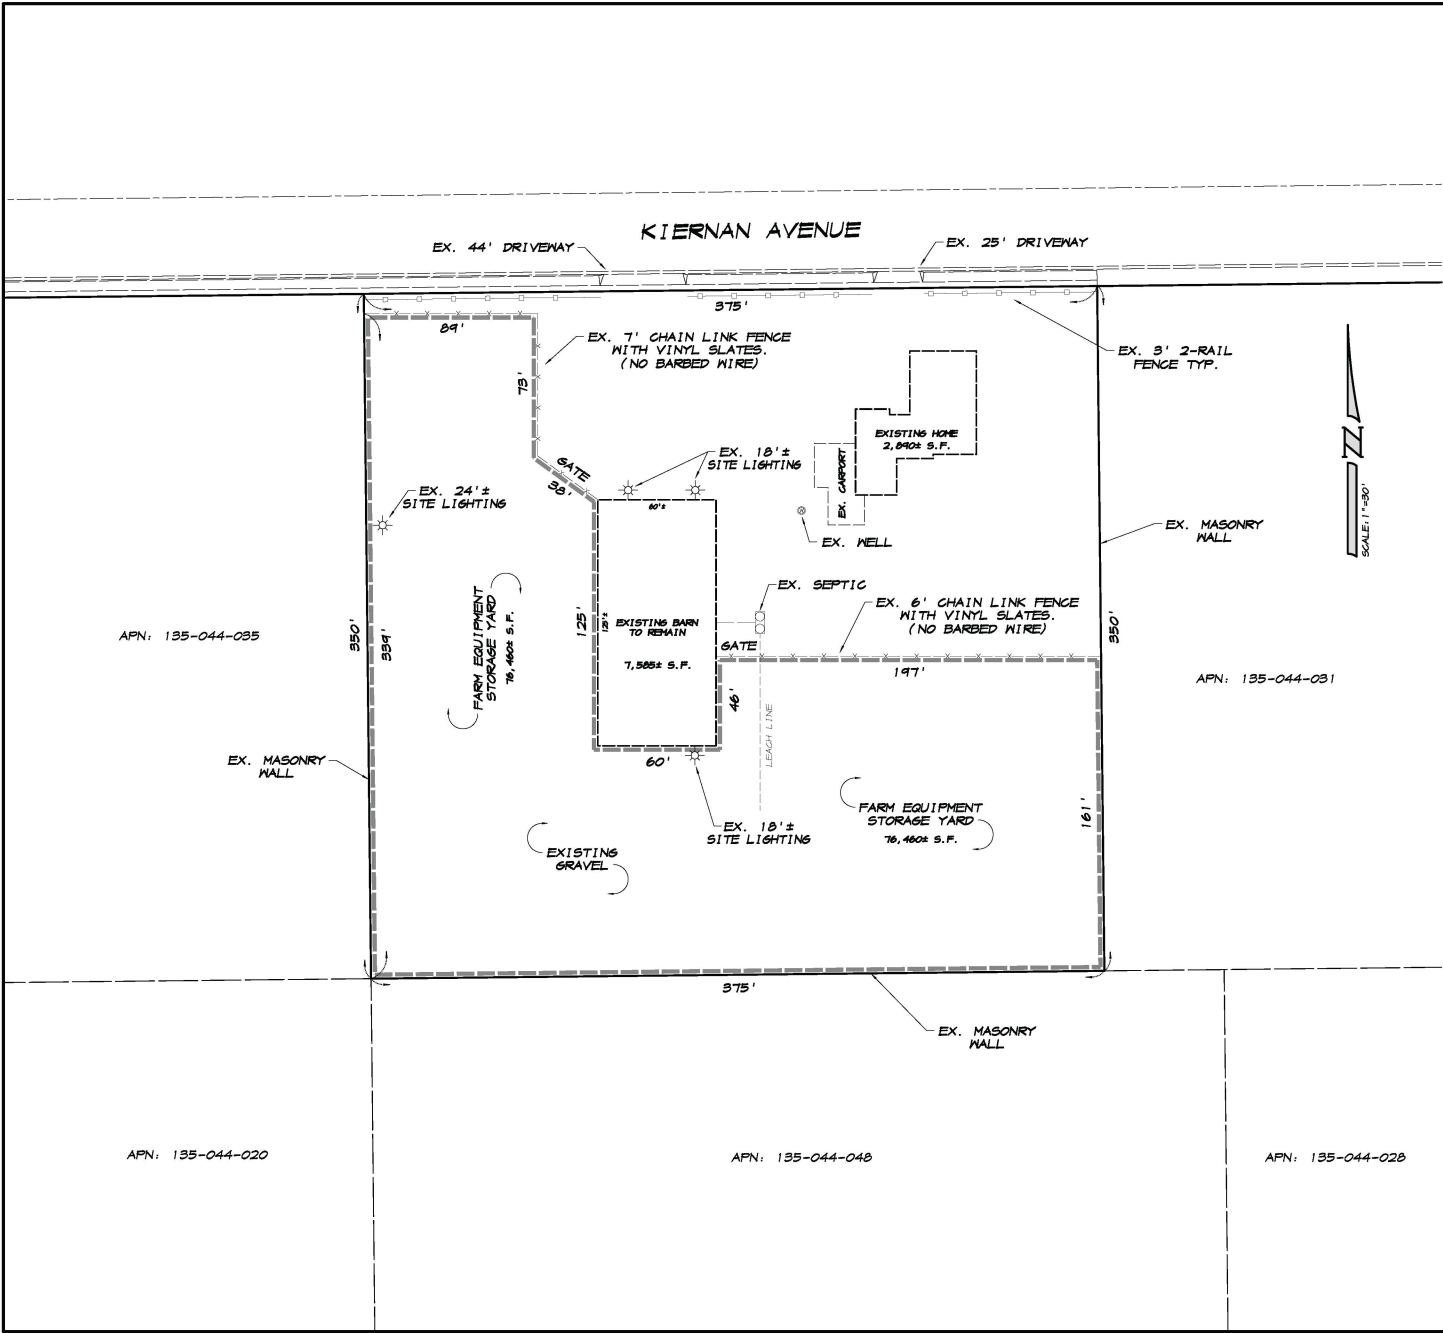 KIERNAN AVENUE
EX. 44' DRIVEWAY
EX. 25' DRIVEWAY
375'
89'
EX. 7' CHAIN LINK FENCE
WITH VINYL SLATES.
(NO BARBED WIRE)
73'
EX. 3' 2-RAIL
FENCE TYP.
EXISTING HOME
2,890± S.F.
EX. CARPORT
N
SCALE: 1"=30'
GATE
38'
EX. 18'±
SITE LIGHTING
EX. 24'±
SITE LIGHTING
60'±
EX. WELL
EX. MASONRY
WALL
EX. SEPTIC
EX. 6' CHAIN LINK FENCE
WITH VINYL SLATES.
(NO BARBED WIRE)
APN: 135-044-035
350'
339'
FARM EQUIPMENT
STORAGE YARD
76,460± S.F.
125'
125'±
EXISTING BARN
TO REMAIN
7,585± S.F.
GATE
197'
350'
APN: 135-044-031
46'
LEACH LINE
EX. MASONRY
WALL
60'
EX. 18'±
SITE LIGHTING
FARM EQUIPMENT
STORAGE YARD
76,460± S.F.
161'
EXISTING
GRAVEL
375'
EX. MASONRY
WALL
APN: 135-044-020
APN: 135-044-048
APN: 135-044-028